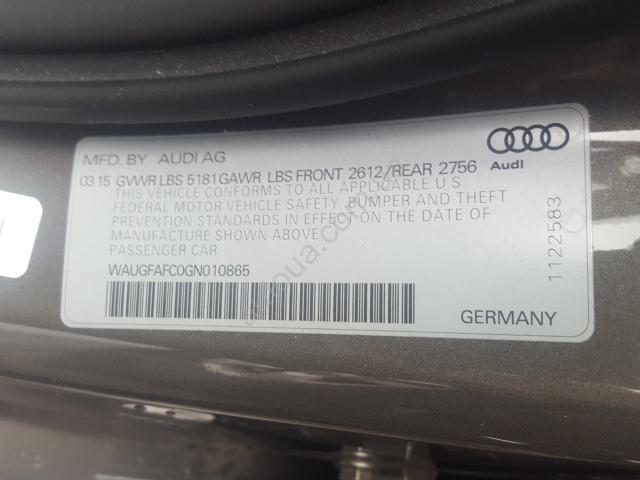 MFD. BY AUDI AG
03 15 GVWR LBS 5181 GAWR LBS FRONT 2612/REAR 2756
THIS VEHICLE CONFORMS TO ALL APPLICABLE U S
FEDERAL MOTOR VEHICLE SAFETY, BUMPER AND THEFT
PREVENTION STANDARDS IN EFFECT ON THE DATE OF
MANUFACTURE SHOWN ABOVE
PASSENGER CAR
WAUGFAFC0GN010865
Audi
1122583
GERMANY